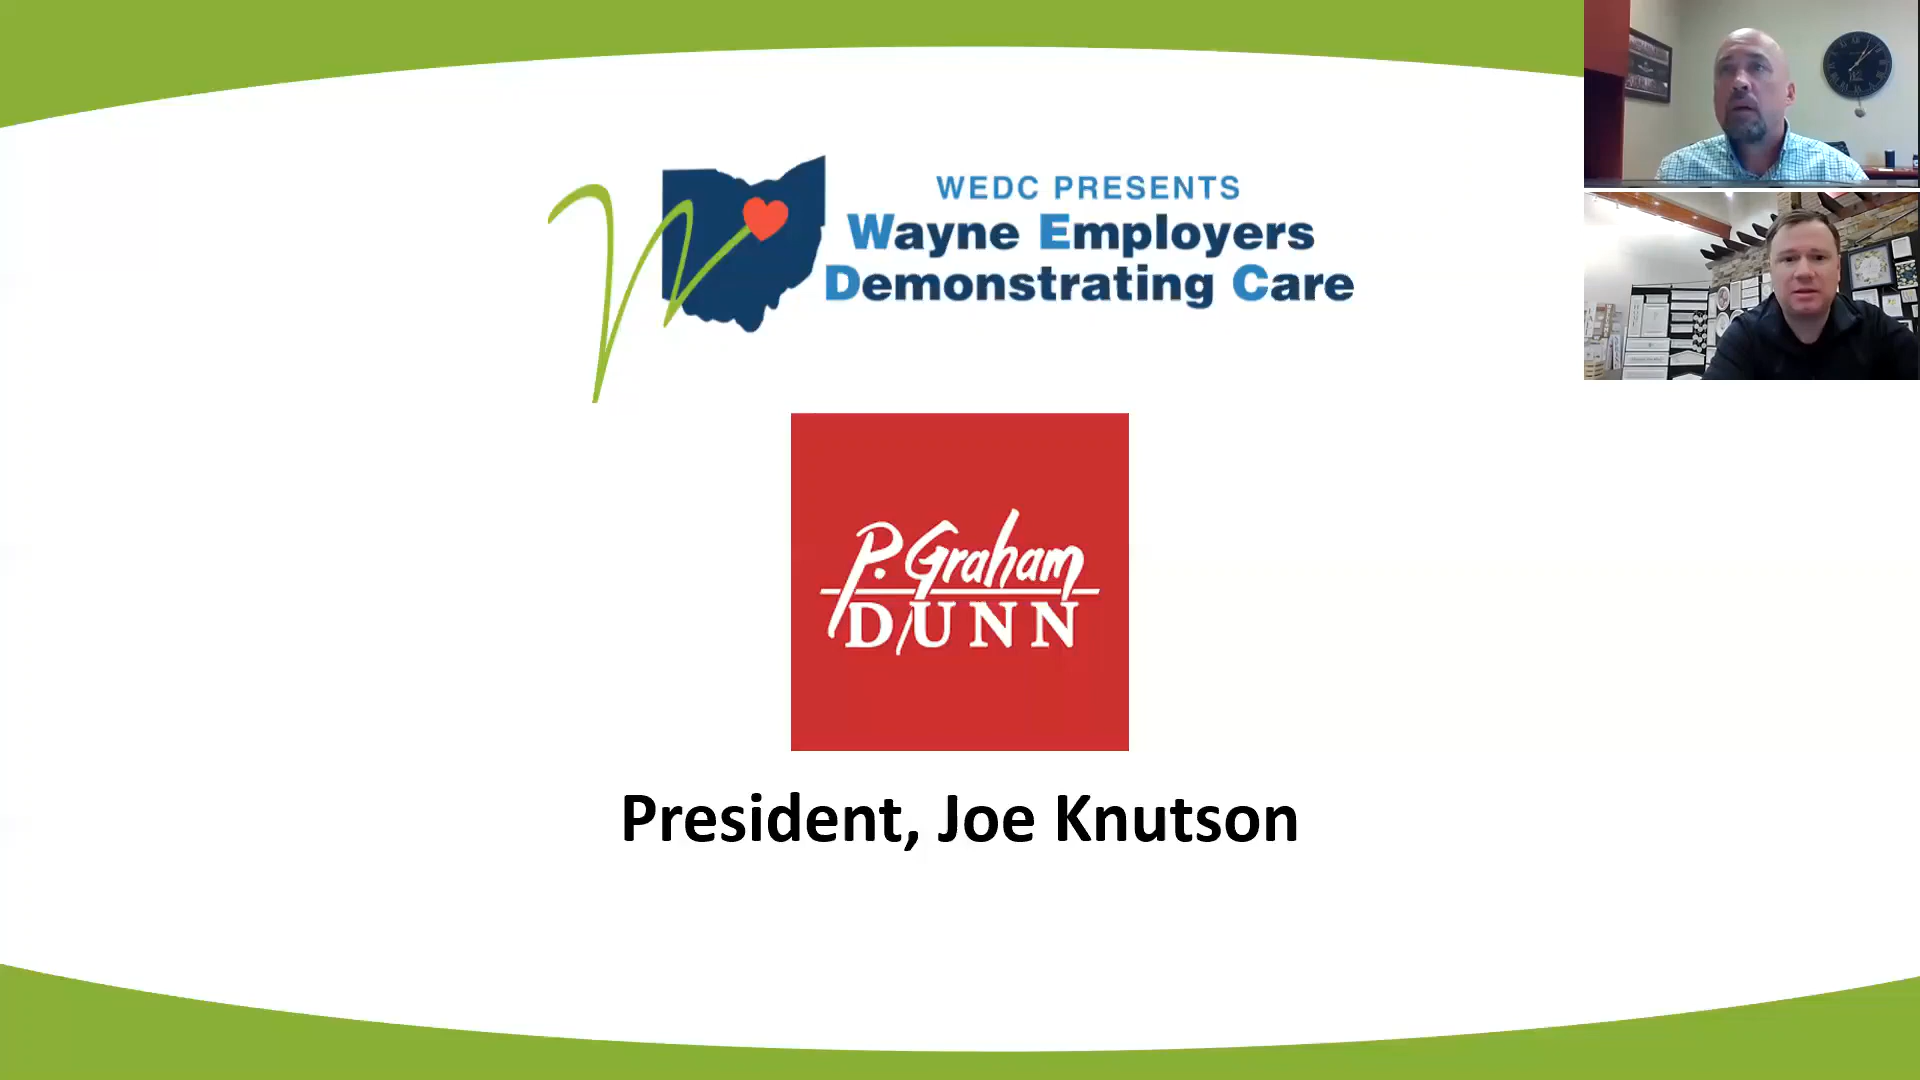 WEDC PRESENTS
Wayne Employers
Demonstrating Care
P. Graham
DUNN
President, Joe Knutson